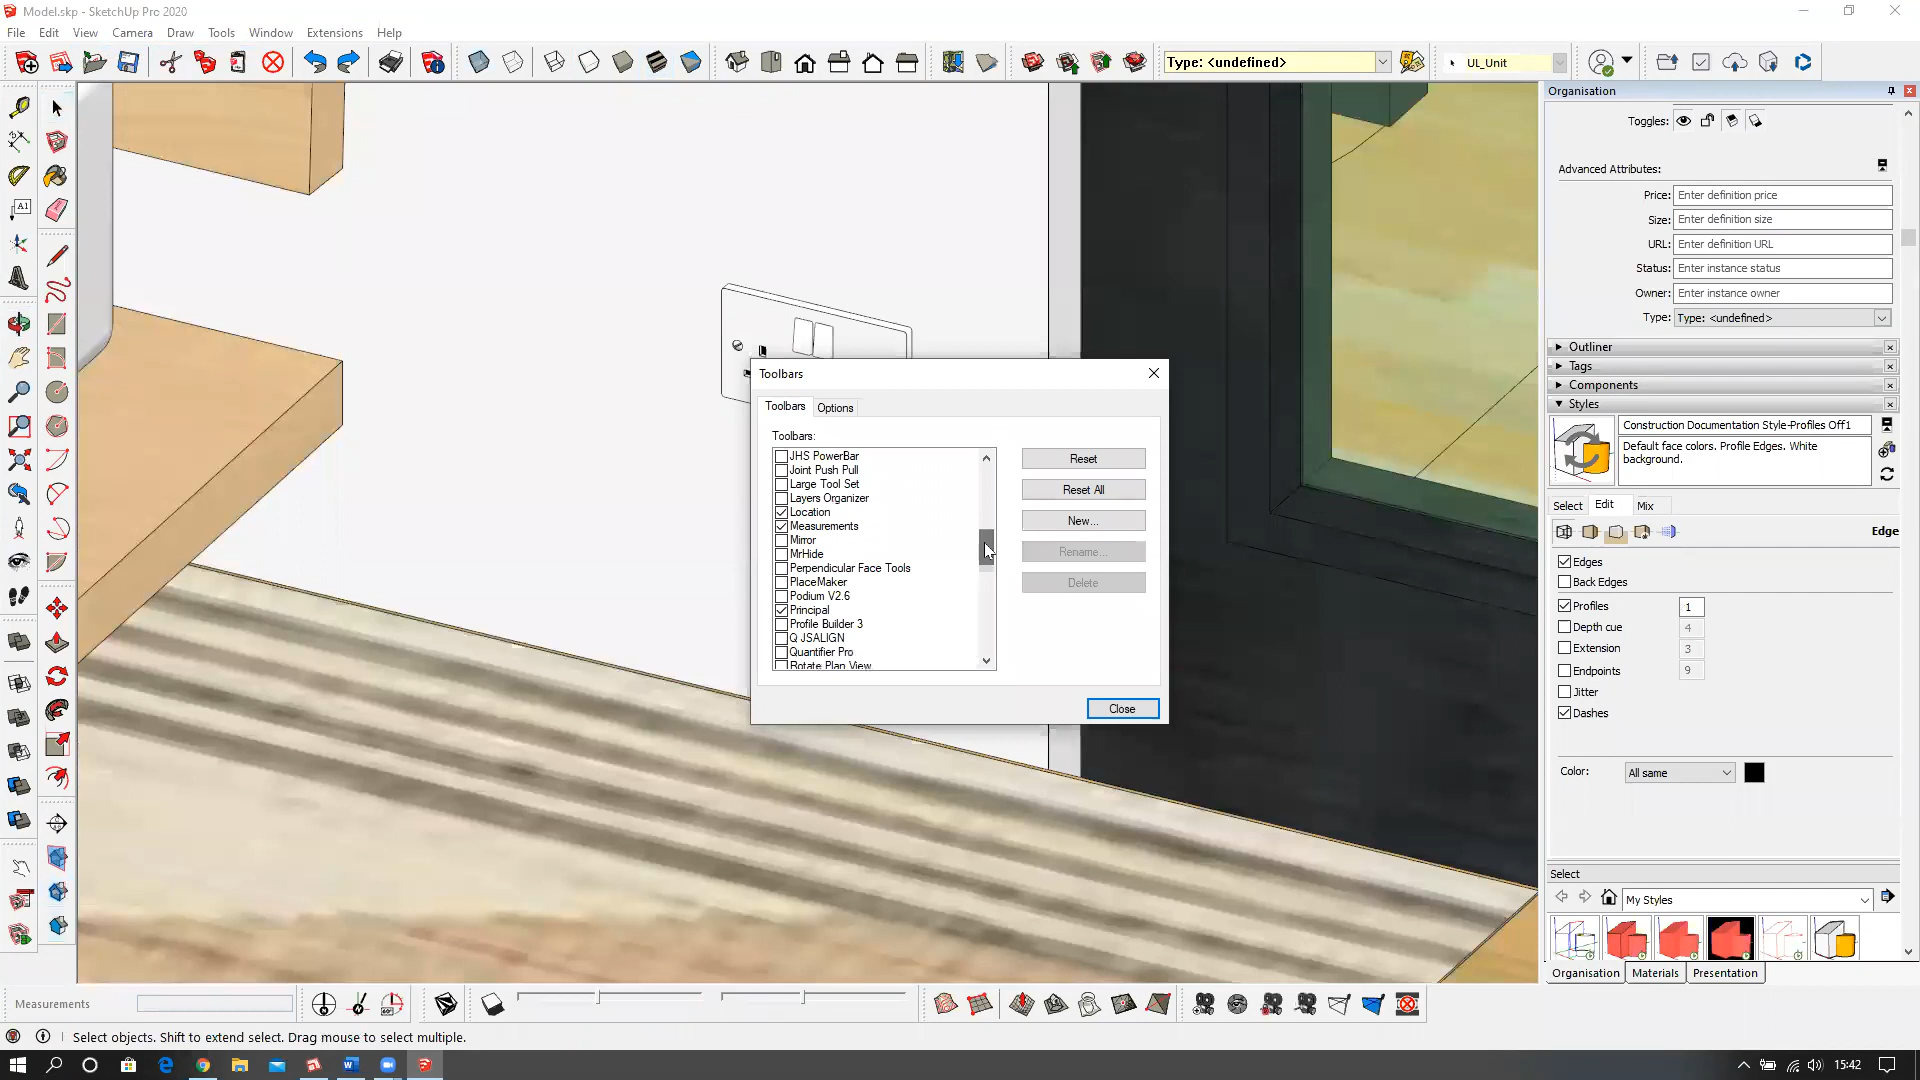 Model.skp - SketchUp Pro 2020
File Edit View Camera Draw Tools Window Extensions Help
Type: <undefined>
UL_Unit
A1
Organisation
Toggles:
Advanced Attributes:
Price: Enter definition price
Size: Enter definition size
URL: Enter definition URL
Status: Enter instance status
Owner: Enter instance owner
Type: Type: <undefined>
Outliner
Tags
Components
Styles
Construction Documentation Style-Profiles Off1
Default face colors. Profile Edges. White
background.
Select Edit Mix
Edge
Edges
Back Edges
Profiles 1
Depth cue 4
Extension 3
Endpoints 9
Jitter
Dashes
Color: All same
Select
My Styles
Organisation Materials Presentation
Toolbars
Toolbars Options
Toolbars:
JHS PowerBar
Joint Push Pull
Large Tool Set
Layers Organizer
Location
Measurements
Mirror
MrHide
Perpendicular Face Tools
PlaceMaker
Podium V2.6
Principal
Profile Builder 3
Q JSALIGN
Quantifier Pro
Rotate Plan View
Reset
Reset All
New...
Rename...
Delete
Close
Measurements
Select objects. Shift to extend select. Drag mouse to select multiple.
15:42